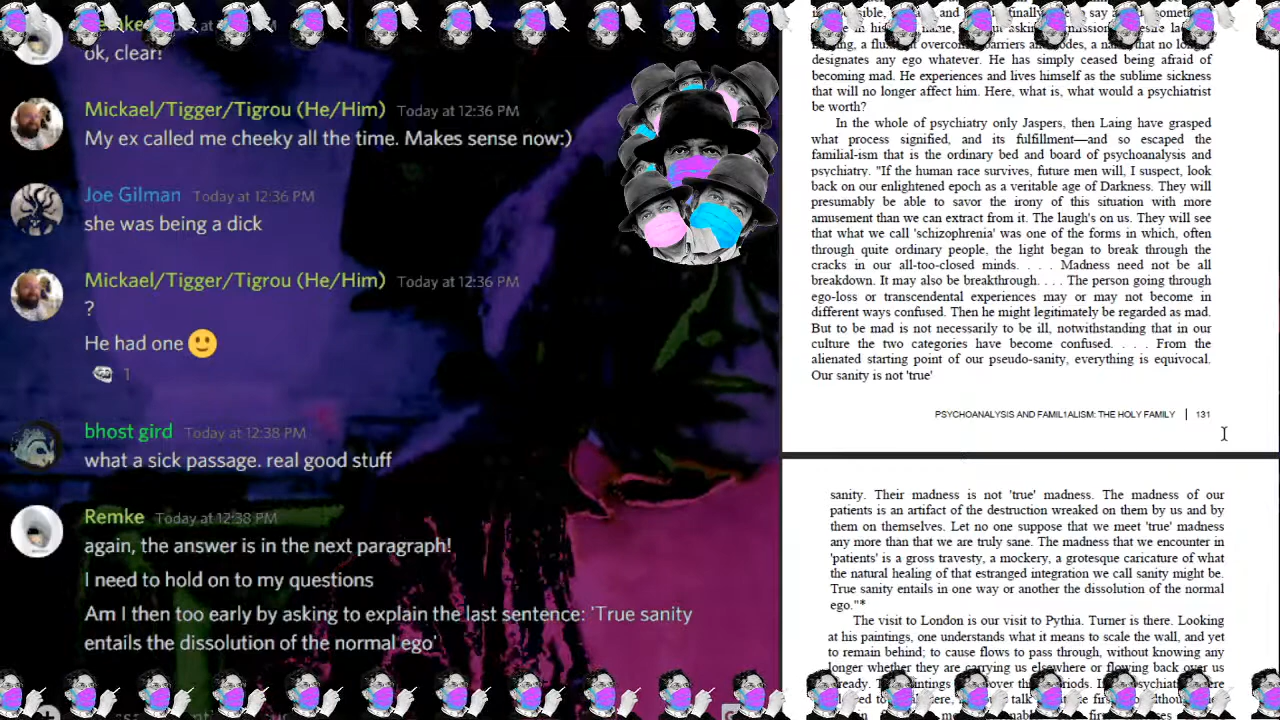 ok, clear!
Mickael/Tigger/Tigrou (He/Him) Today at 12:36 PM
My ex called me cheeky all the time. Makes sense now:)
Joe Gilman Today at 12:36 PM
she was being a dick
Mickael/Tigger/Tigrou (He/Him) Today at 12:36 PM
?
He had one
1
bhost gird Today at 12:38 PM
what a sick passage. real good stuff
Remke Today at 12:38 PM
again, the answer is in the next paragraph!
I need to hold on to my questions
Am I then too early by asking to explain the last sentence: 'True sanity
entails the dissolution of the normal ego'
designates any ego whatever. He has simply ceased being afraid of
becoming mad. He experiences and lives himself as the sublime sickness
that will no longer affect him. Here, what is, what would a psychiatrist
be worth?
In the whole of psychiatry only Jaspers, then Laing have grasped
what process signified, and its fulfillment—and so escaped the
familial-ism that is the ordinary bed and board of psychoanalysis and
psychiatry. "If the human race survives, future men will, I suspect, look
back on our enlightened epoch as a veritable age of Darkness. They will
presumably be able to savor the irony of this situation with more
amusement than we can extract from it. The laugh's on us. They will see
that what we call 'schizophrenia' was one of the forms in which, often
through quite ordinary people, the light began to break through the
cracks in our all-too-closed minds. . . . Madness need not be all
breakdown. It may also be breakthrough. . . . The person going through
ego-loss or transcendental experiences may or may not become in
different ways confused. Then he might legitimately be regarded as mad.
But to be mad is not necessarily to be ill, notwithstanding that in our
culture the two categories have become confused. . . . From the
alienated starting point of our pseudo-sanity, everything is equivocal.
Our sanity is not 'true'
PSYCHOANALYSIS AND FAMIL1ALISM: THE HOLY FAMILY | 131
sanity. Their madness is not 'true' madness. The madness of our
patients is an artifact of the destruction wreaked on them by us and by
them on themselves. Let no one suppose that we meet 'true' madness
any more than that we are truly sane. The madness that we encounter in
'patients' is a gross travesty, a mockery, a grotesque caricature of what
the natural healing of that estranged integration we call sanity might be.
True sanity entails in one way or another the dissolution of the normal
ego."*
The visit to London is our visit to Pythia. Turner is there. Looking
at his paintings, one understands what it means to scale the wall, and yet
to remain behind; to cause flows to pass through, without knowing any
longer whether they are carrying us elsewhere or flowing back over us